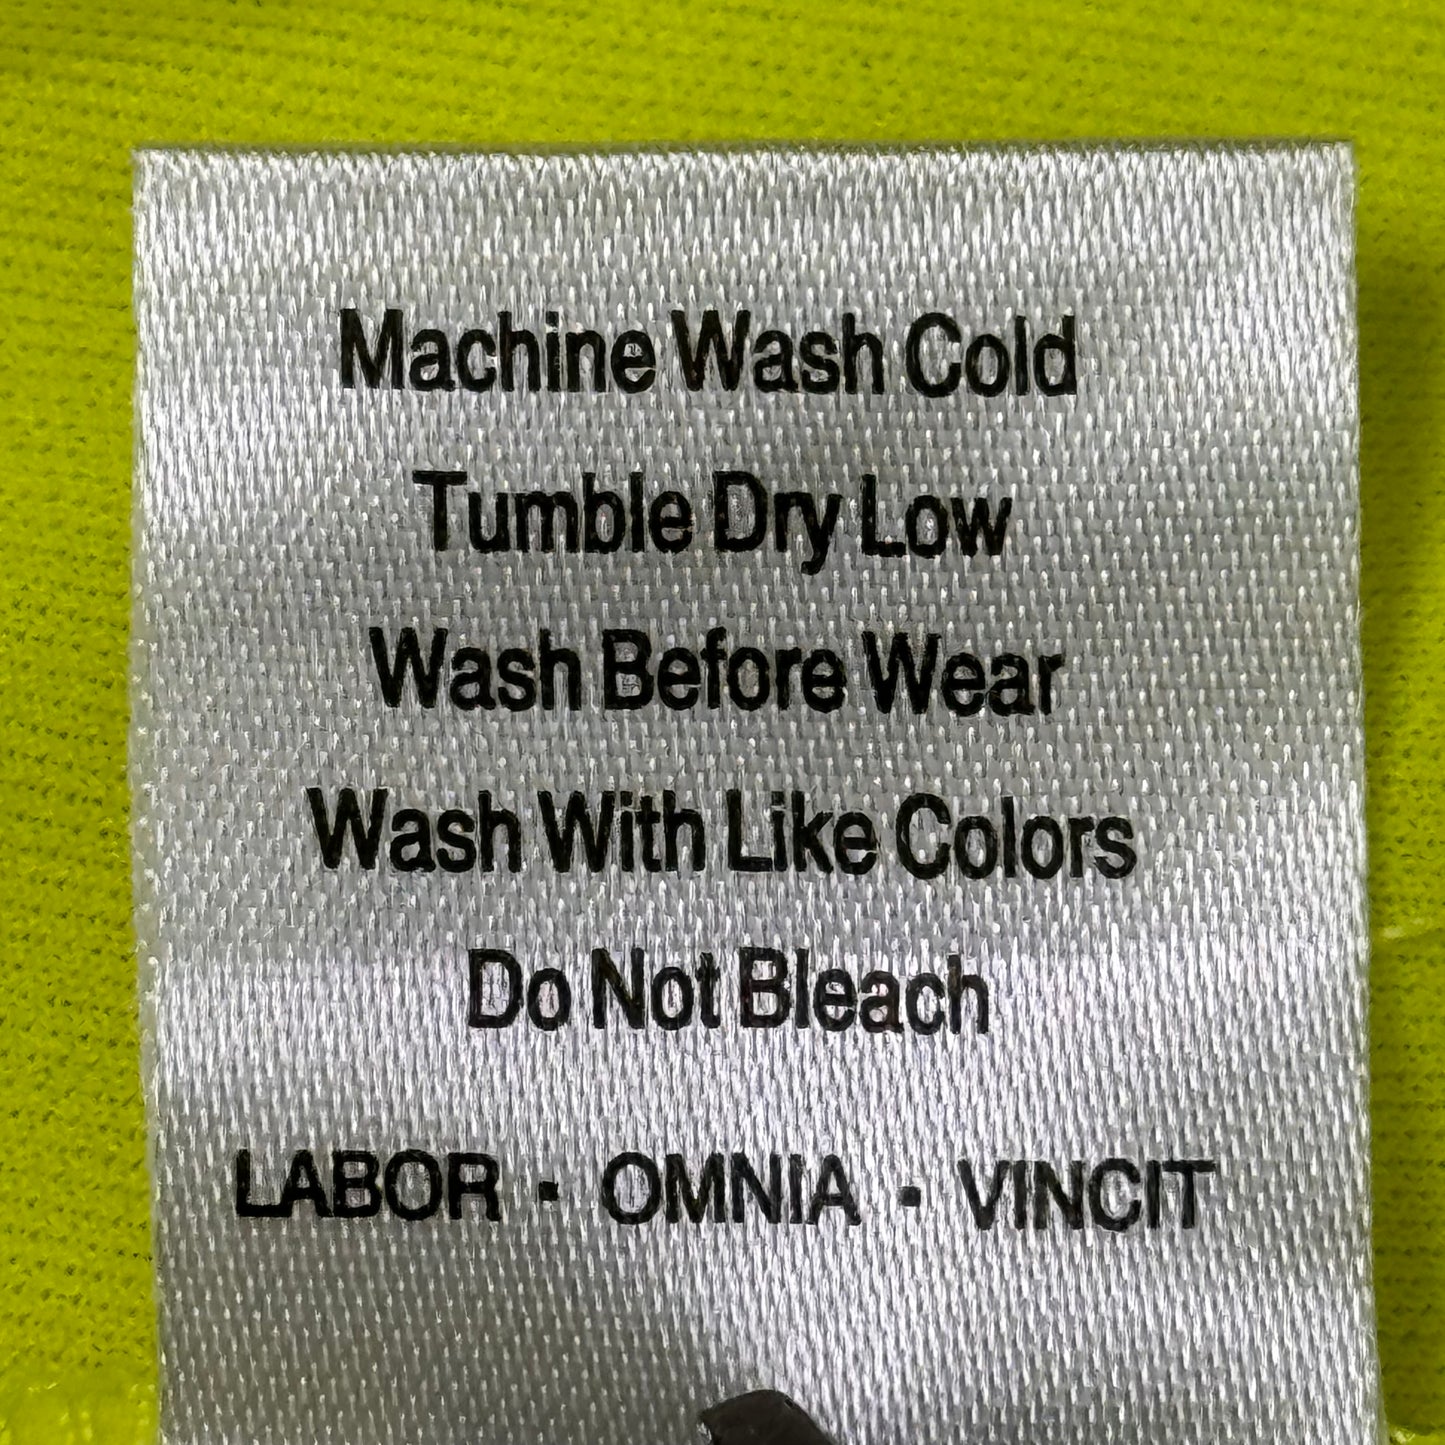 Machine Wash Cold
Tumble Dry Low
Wash Before Wear
Wash With Like Colors
Do Not Bleach
LABOR · OMNIA · VINCIT